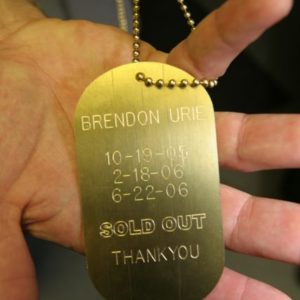 BRENDON URIE
10-19-05
2-18-06
6-22-06
SOLD OUT
THANKYOU